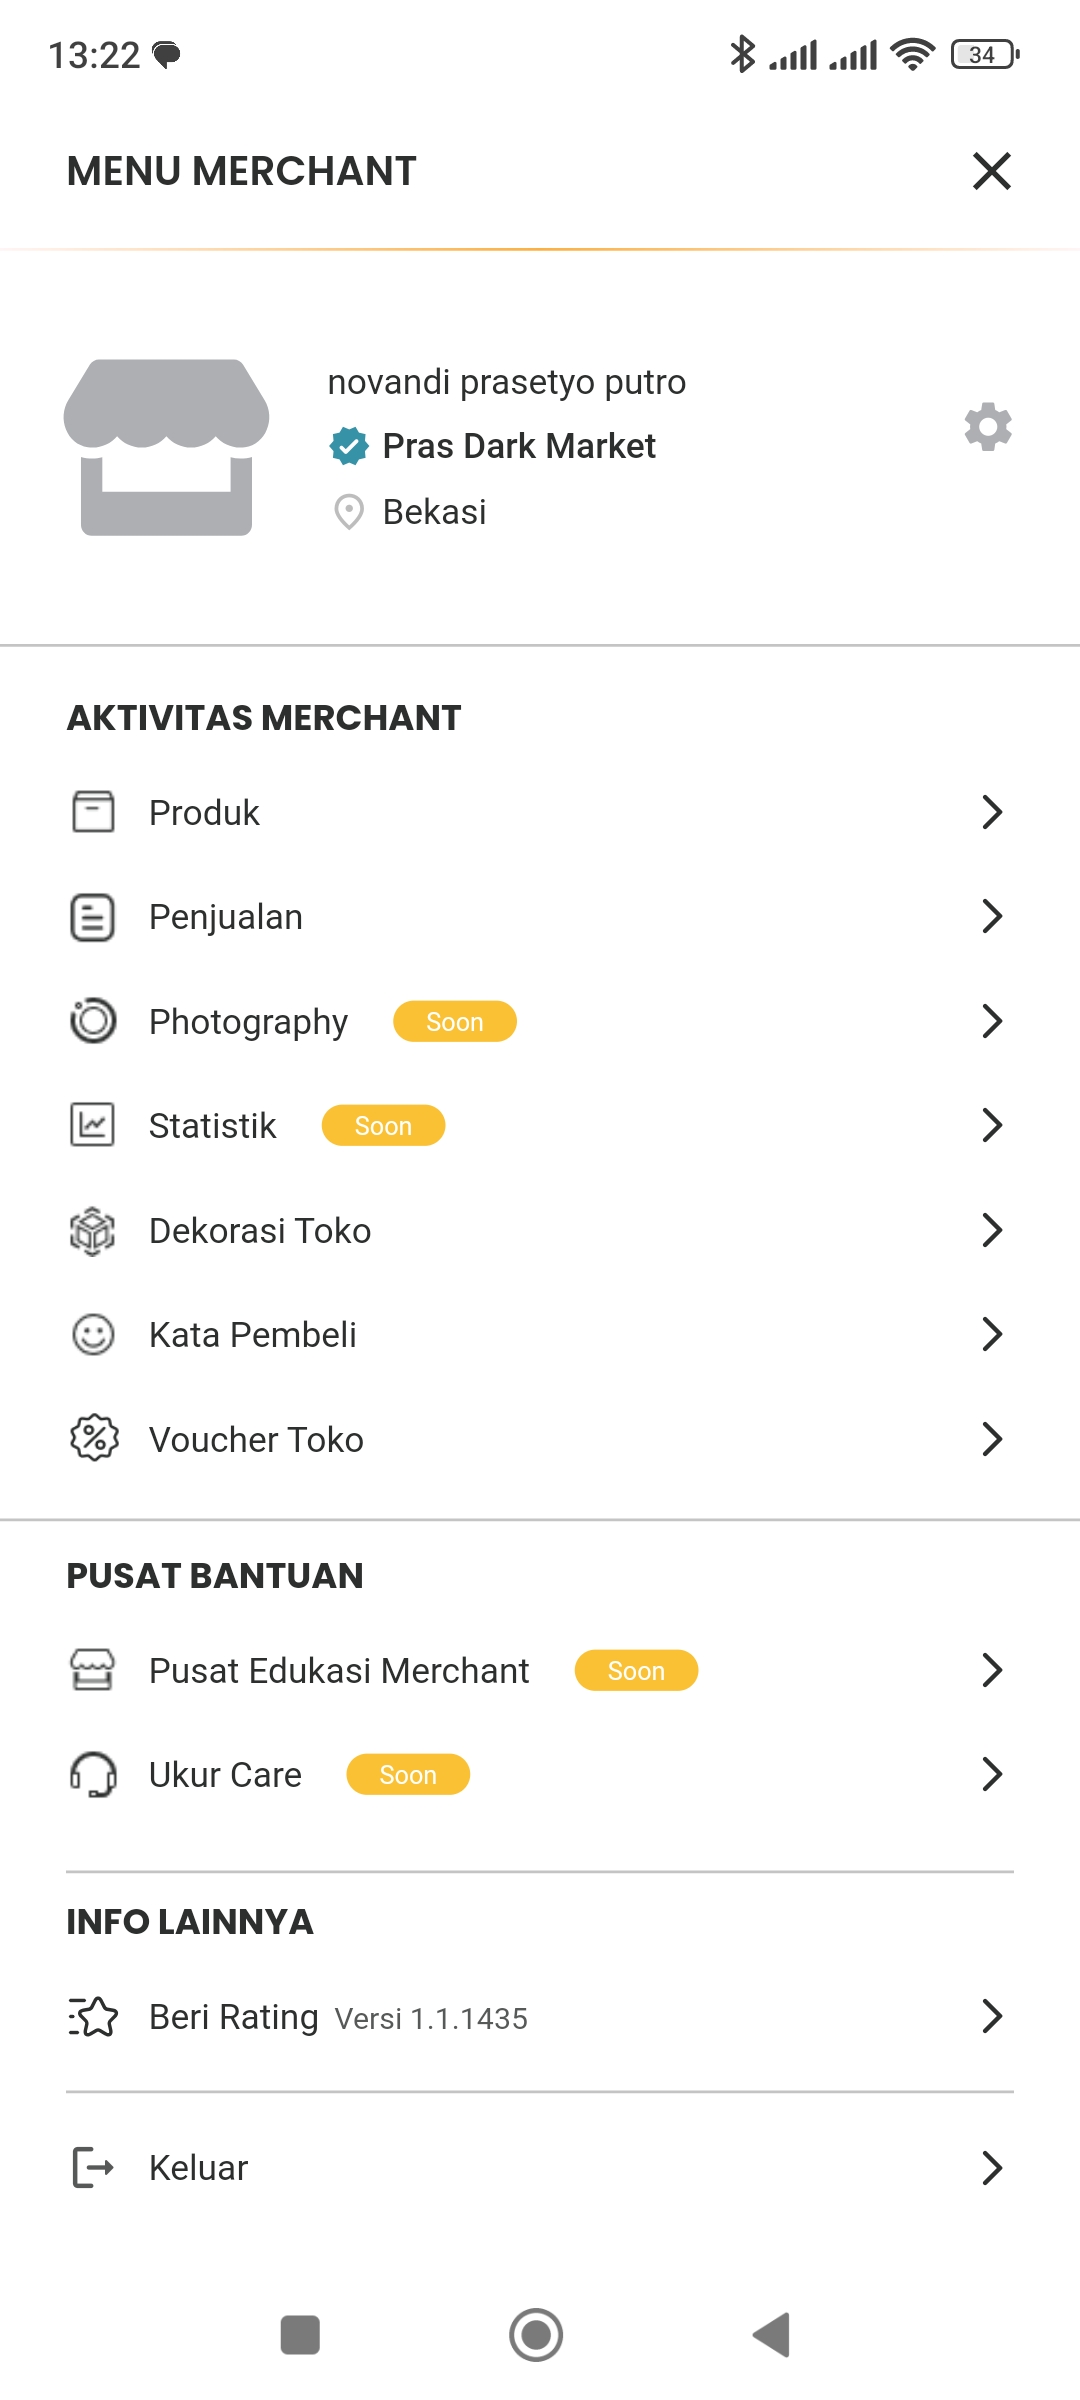 13:22
34
MENU MERCHANT
novandi prasetyo putro
Pras Dark Market
Bekasi
AKTIVITAS MERCHANT
Produk
Penjualan
Photography Soon
Statistik Soon
Dekorasi Toko
Kata Pembeli
Voucher Toko
PUSAT BANTUAN
Pusat Edukasi Merchant Soon
Ukur Care Soon
INFO LAINNYA
Beri Rating Versi 1.1.1435
Keluar